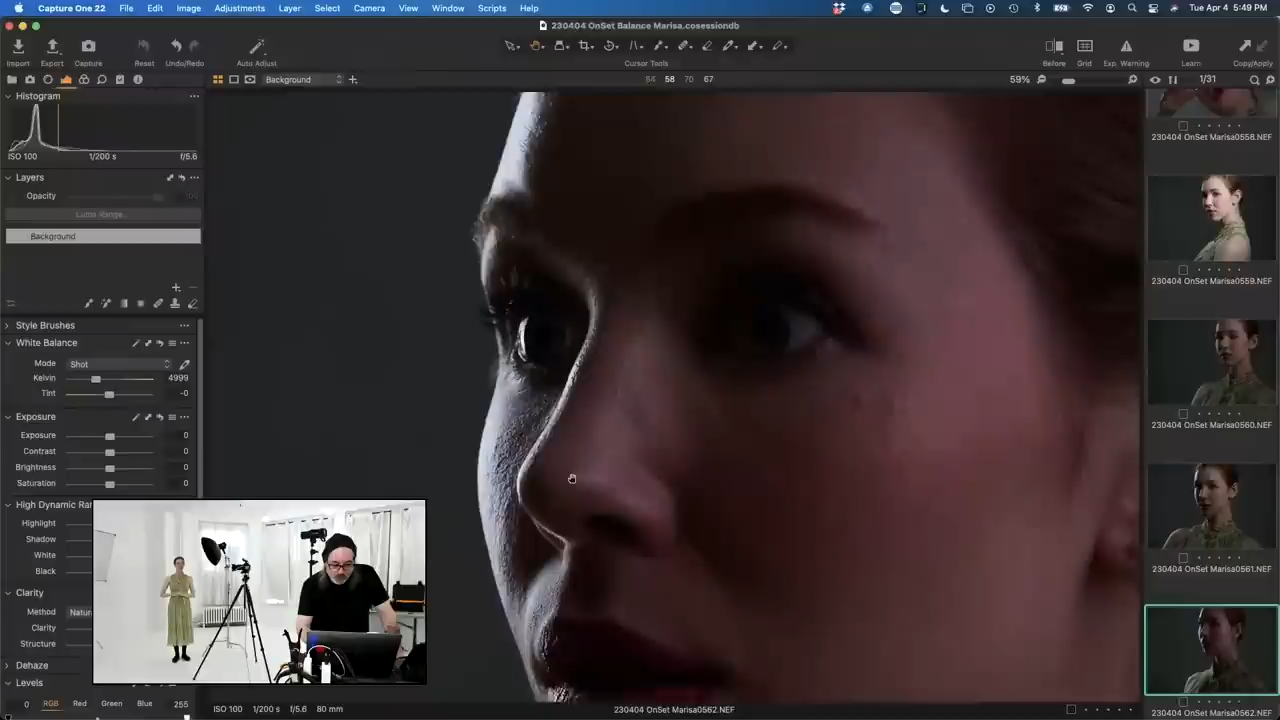 Capture One 22 File Edit Image Adjustments Layer Select Camera View Window Scripts Help Tue Apr 4 5:49 PM
230404 OnSet Balance Marisa.cosessiondb
Import Export Capture Reset Undo/Redo Auto Adjust Cursor Tools Before Grid Exp. Warning Learn Copy/Apply
Background 84 58 70 67 59% 1/31
Histogram
ISO 100 1/200 s f/5.6
Layers
Opacity 100
Luma Range...
Background
Style Brushes
White Balance
Mode Shot
Kelvin 4999
Tint -0
Exposure
Exposure 0
Contrast 0
Brightness 0
Saturation 0
High Dynamic Ran
Highlight
Shadow
White
Black
Clarity
Method Natur
Clarity
Structure
Dehaze
Levels
0 RGB Red Green Blue 255
ISO 100 1/200 s f/5.6 80 mm 230404 OnSet Marisa0562.NEF
230404 OnSet Marisa0558.NEF
230404 OnSet Marisa0559.NEF
230404 OnSet Marisa0560.NEF
230404 OnSet Marisa0561.NEF
230404 OnSet Marisa0562.NEF